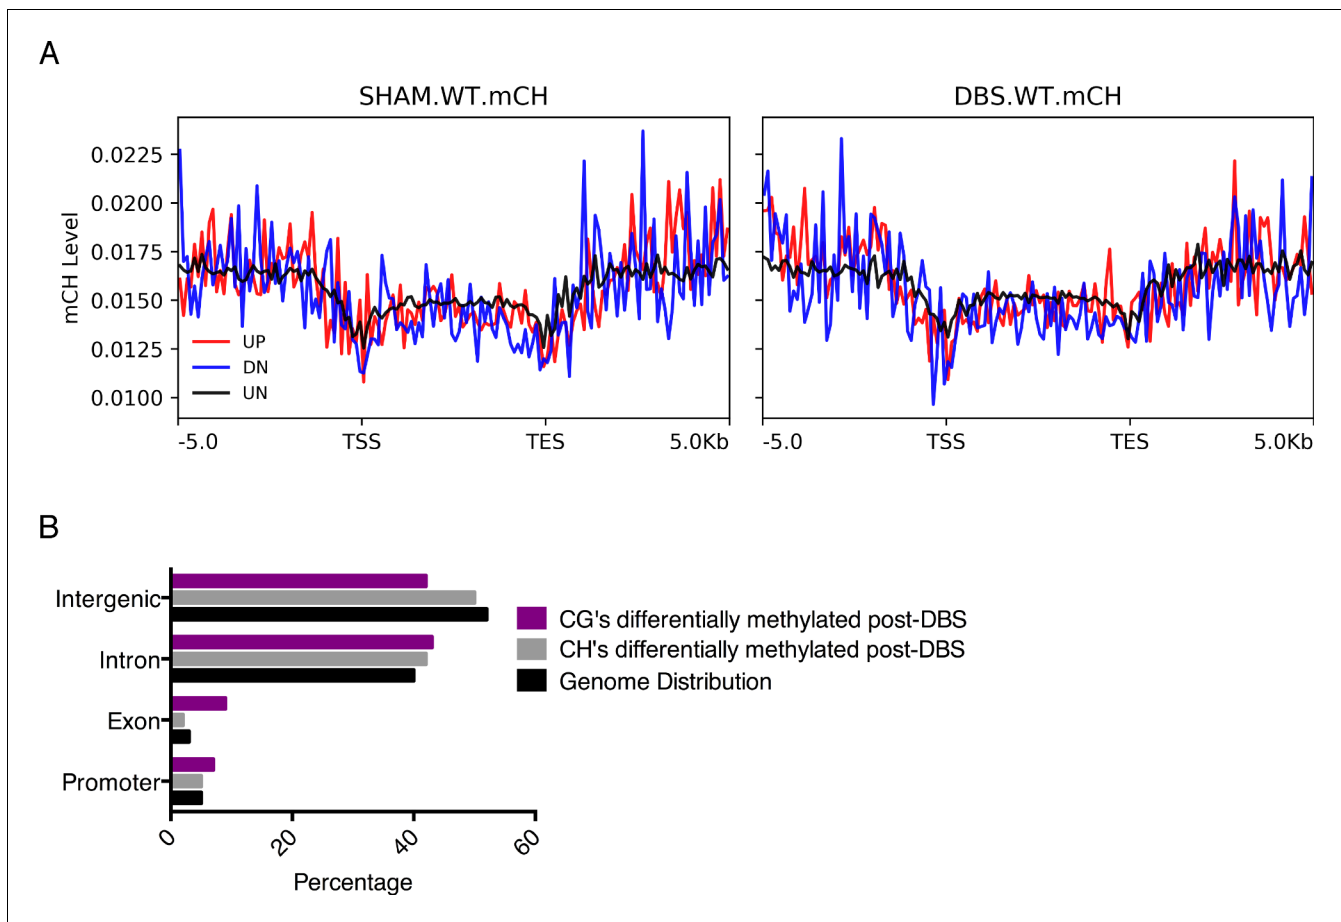 A
SHAM.WT.mCH
DBS.WT.mCH
mCH Level
0.0225
0.0200
0.0175
0.0150
0.0125
0.0100
UP
DN
UN
-5.0
TSS
TES
5.0Kb
-5.0
TSS
TES
5.0Kb
B
Intergenic
Intron
Exon
Promoter
CG's differentially methylated post-DBS
CH's differentially methylated post-DBS
Genome Distribution
0
20
40
60
Percentage